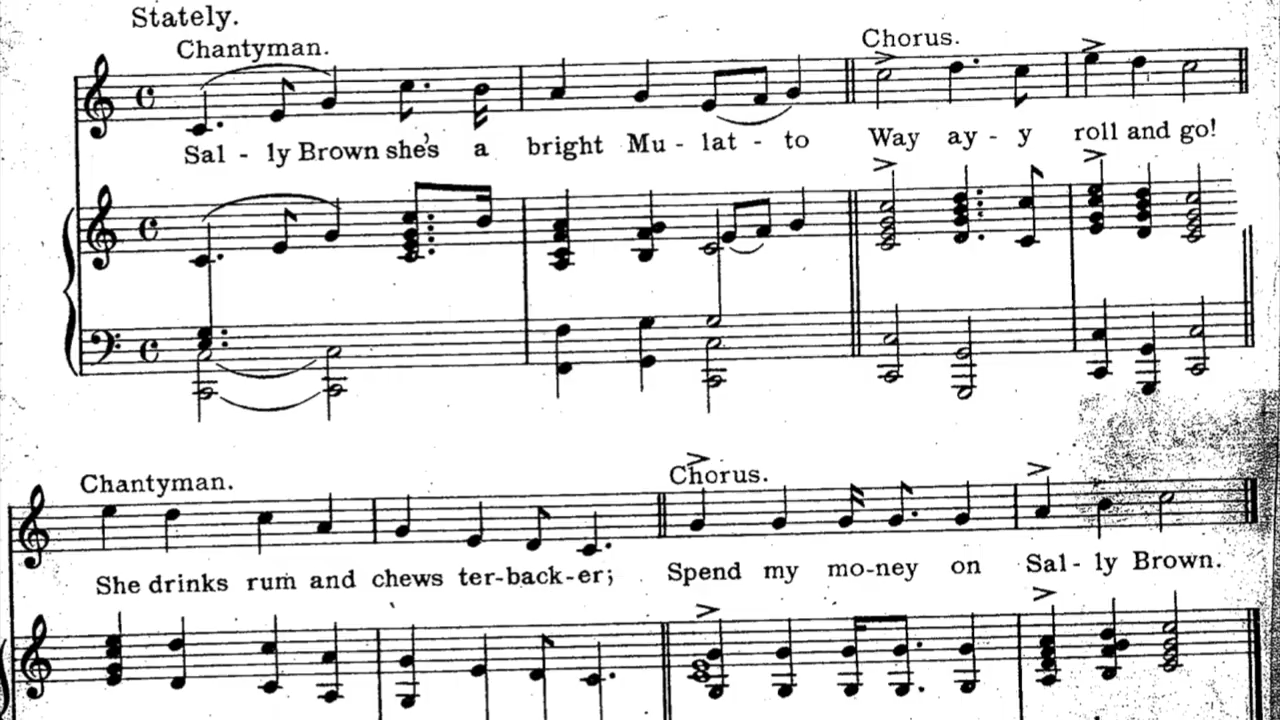 Stately.
Chantyman.
Chorus.
Sal - ly Brown she's a bright Mu - lat - to Way ay - y roll and go!
Chantyman.
Chorus.
She drinks rum and chews ter-back-er; Spend my mo-ney on Sal - ly Brown.